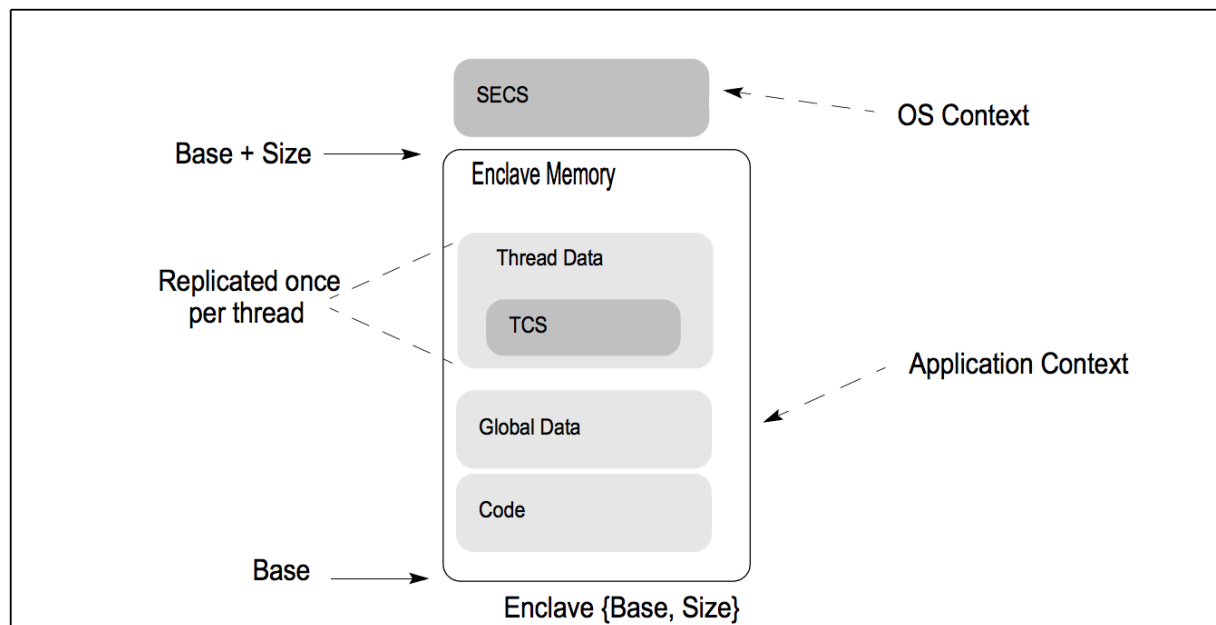 SECS
OS Context
Base + Size
Enclave Memory
Thread Data
Replicated once
per thread
TCS
Application Context
Global Data
Code
Base
Enclave {Base, Size}